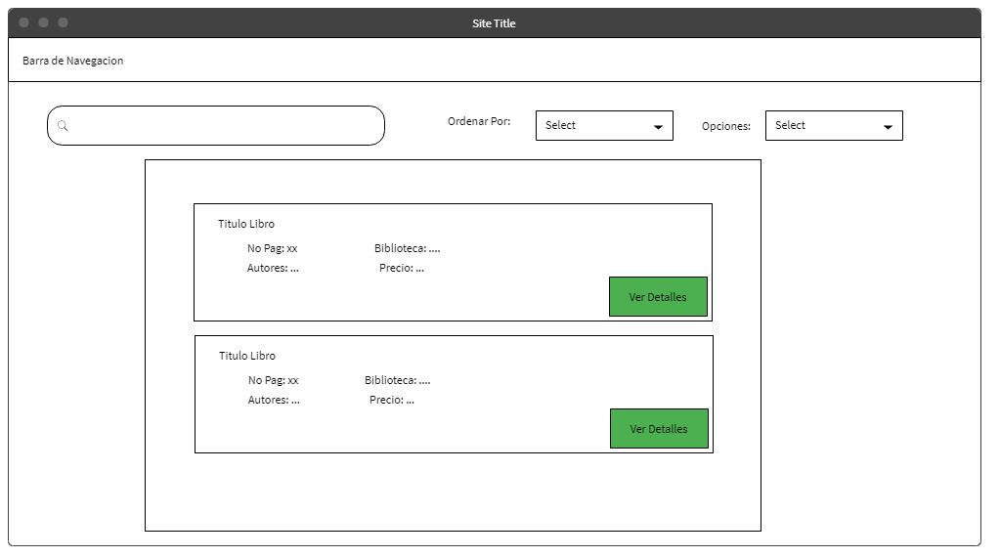 Site Title
Barra de Navegacion
Ordenar Por: Select Opciones: Select
Titulo Libro
No Pag: xx Biblioteca: ....
Autores: ... Precio: ...
Ver Detalles
Titulo Libro
No Pag: xx Biblioteca: ....
Autores: ... Precio: ...
Ver Detalles